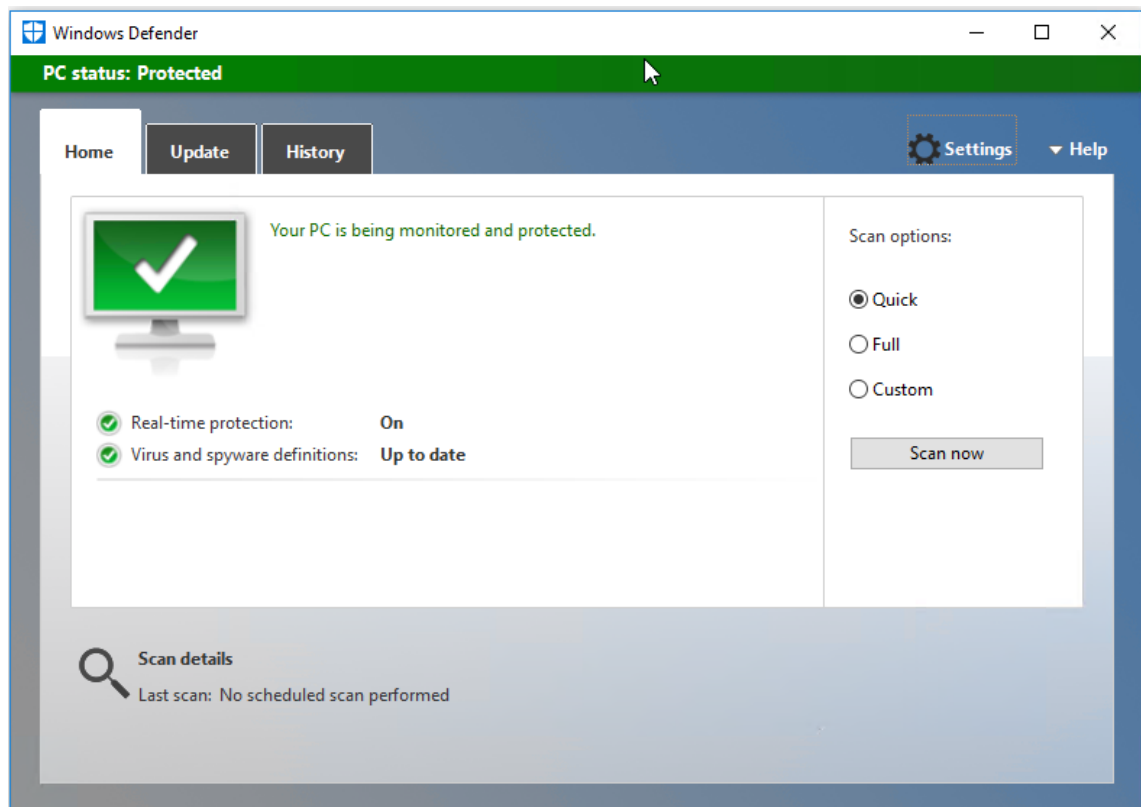 Windows Defender
PC status: Protected
Home Update History Settings Help
Your PC is being monitored and protected.
Scan options:
Quick
Full
Custom
Real-time protection: On
Virus and spyware definitions: Up to date
Scan now
Scan details
Last scan: No scheduled scan performed